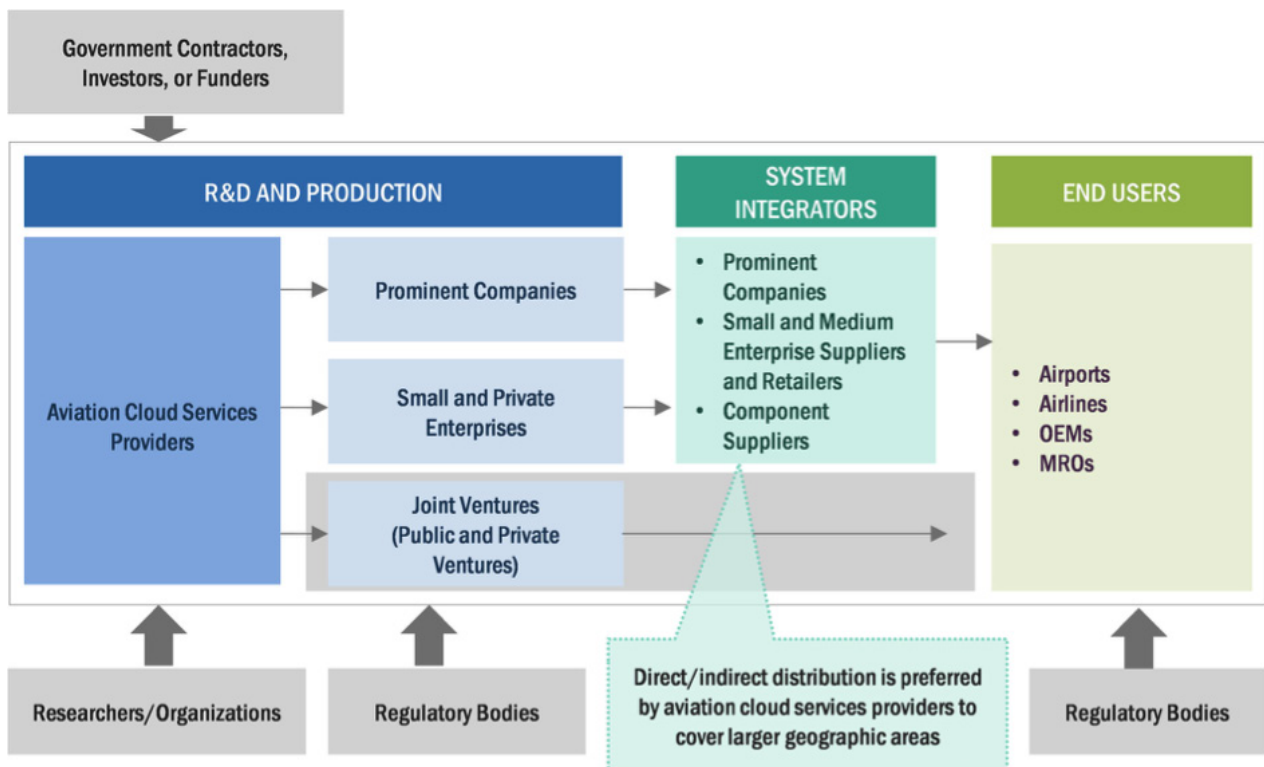 Government Contractors,
Investors, or Funders
R&D AND PRODUCTION
SYSTEM
INTEGRATORS
END USERS
Aviation Cloud Services
Providers
Prominent Companies
Small and Private
Enterprises
Joint Ventures
(Public and Private
Ventures)
• Prominent
Companies
• Small and Medium
Enterprise Suppliers
and Retailers
• Component
Suppliers
• Airports
• Airlines
• OEMs
• MROs
Researchers/Organizations
Regulatory Bodies
Direct/indirect distribution is preferred
by aviation cloud services providers to
cover larger geographic areas
Regulatory Bodies